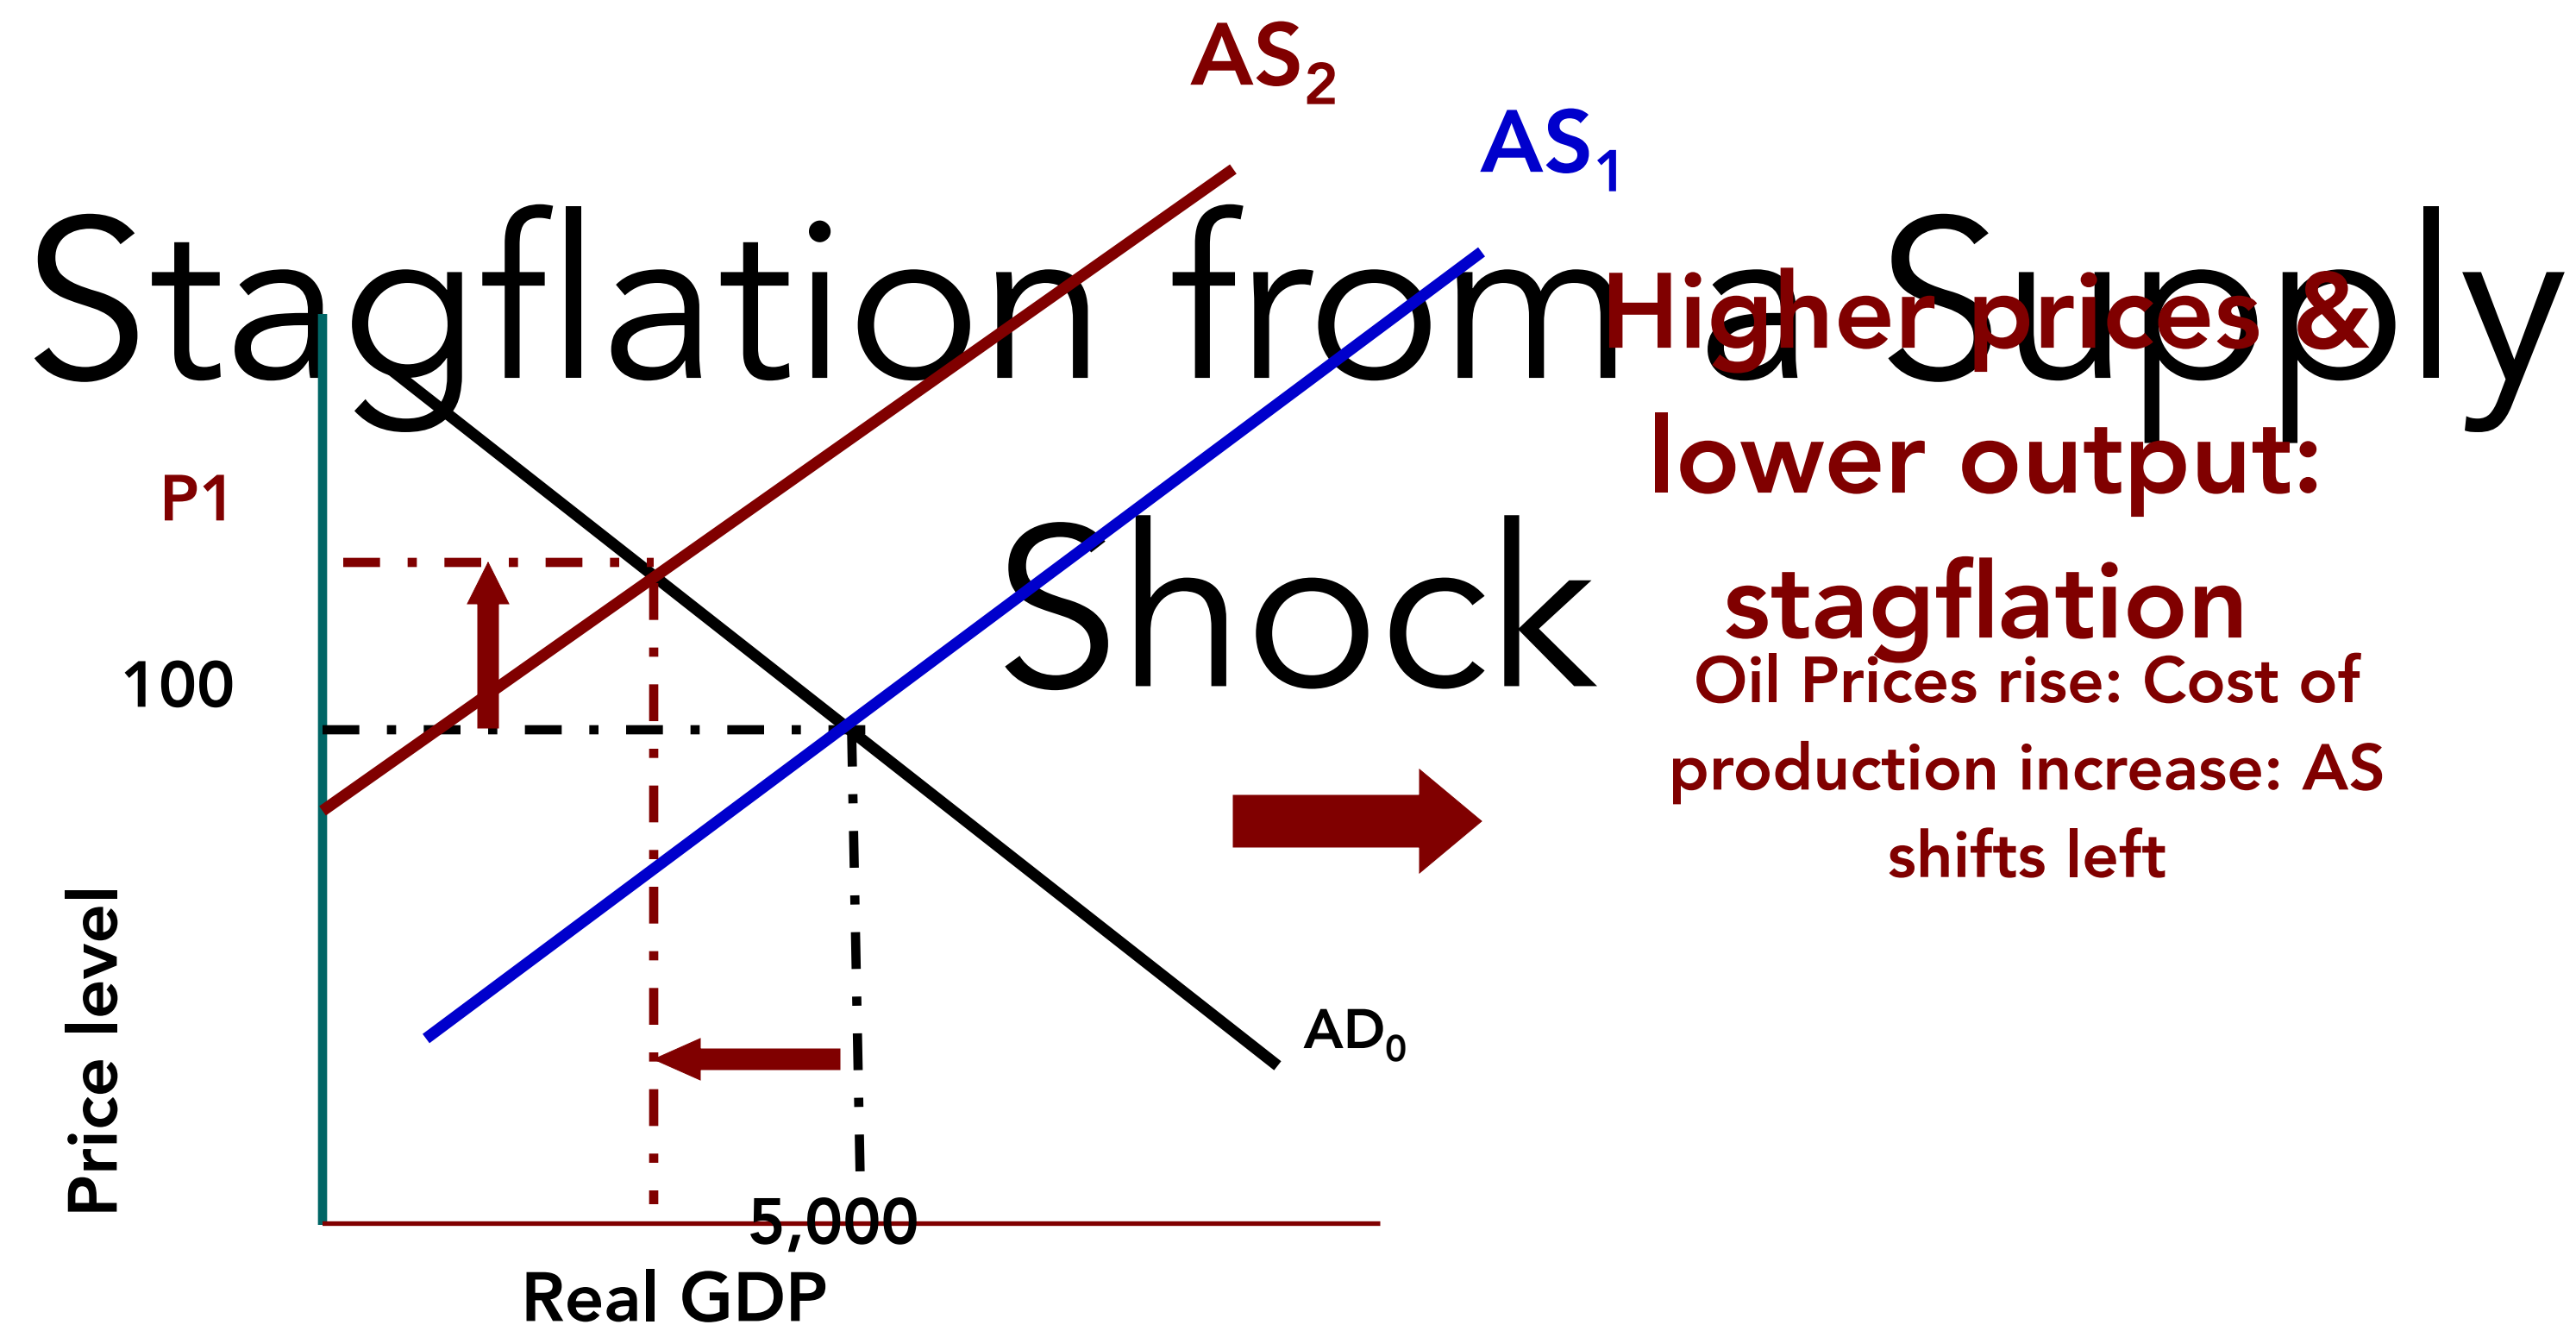 AS2
AS1
Stagflation from a Supply
Shock
Higher prices &
lower output:
stagflation
Oil Prices rise: Cost of
production increase: AS
shifts left
P1
100
Price level
AD0
5,000
Real GDP